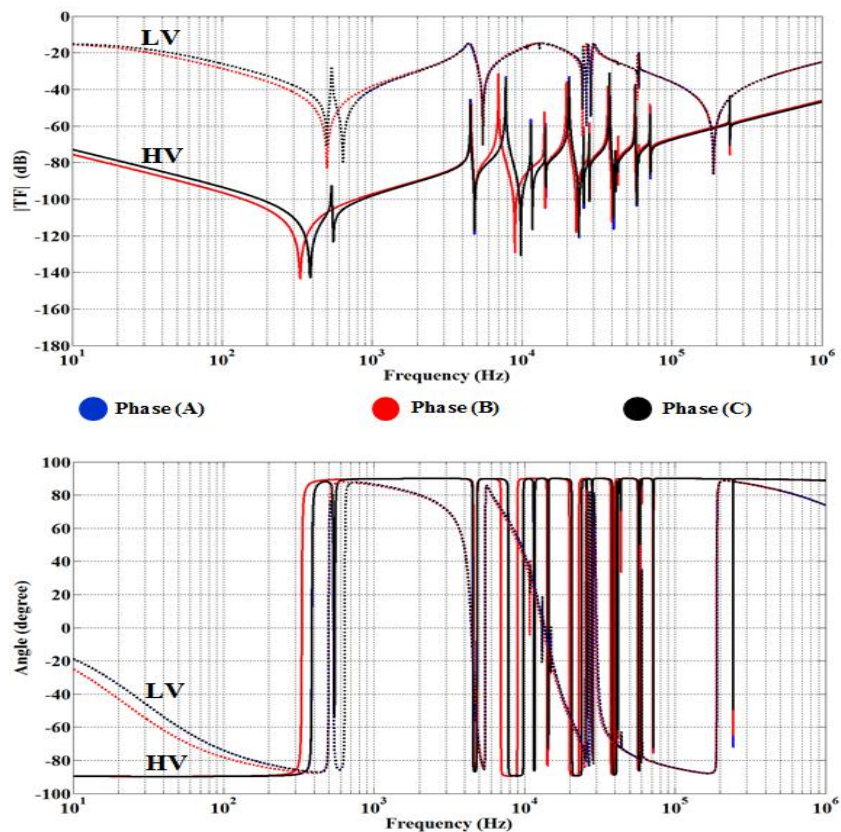 0
-20
-40
-60
-80
-100
-120
-140
-160
-180
|TF| (dB)
LV
HV
10^1 10^2 10^3 10^4 10^5 10^6
Frequency (Hz)
Phase (A) Phase (B) Phase (C)
100
80
60
40
20
0
-20
-40
-60
-80
-100
Angle (degree)
LV
HV
10^1 10^2 10^3 10^4 10^5 10^6
Frequency (Hz)